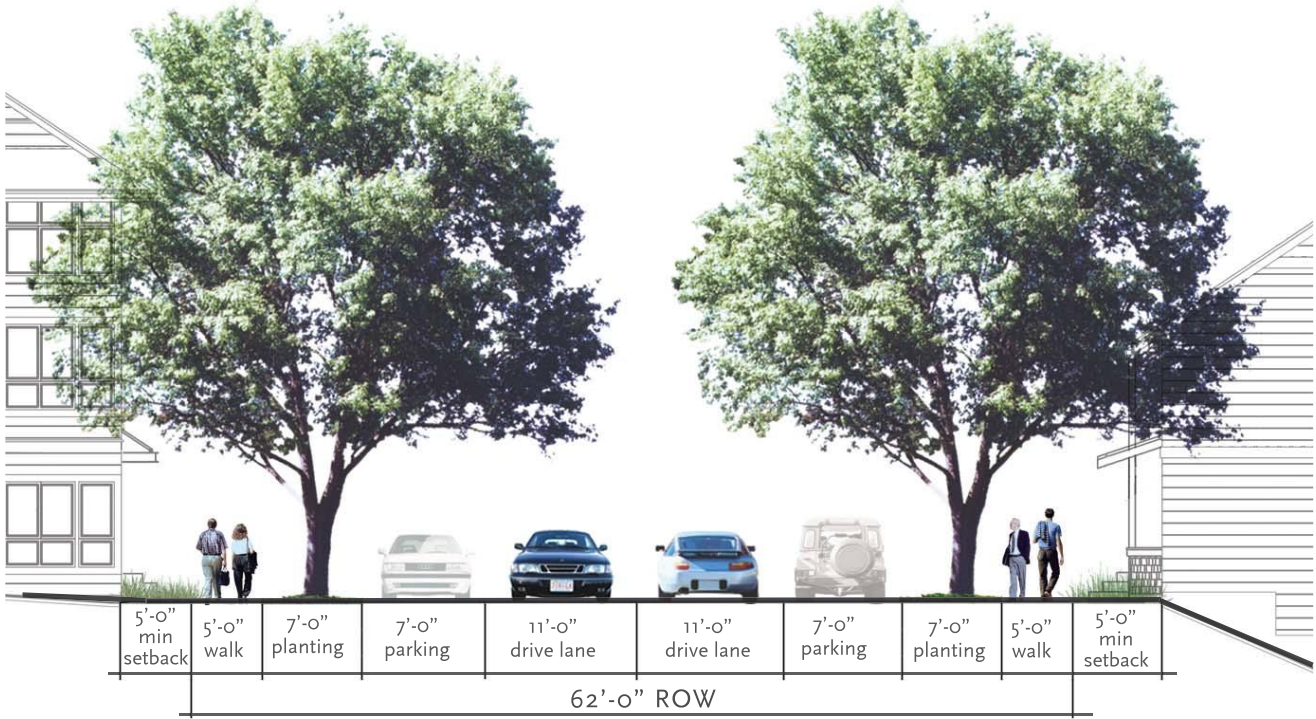 5'-0"
min
setback
5'-0"
walk
7'-0"
planting
7'-0"
parking
11'-0"
drive lane
11'-0"
drive lane
7'-0"
parking
7'-0"
planting
5'-0"
walk
5'-0"
min
setback
62'-0" ROW